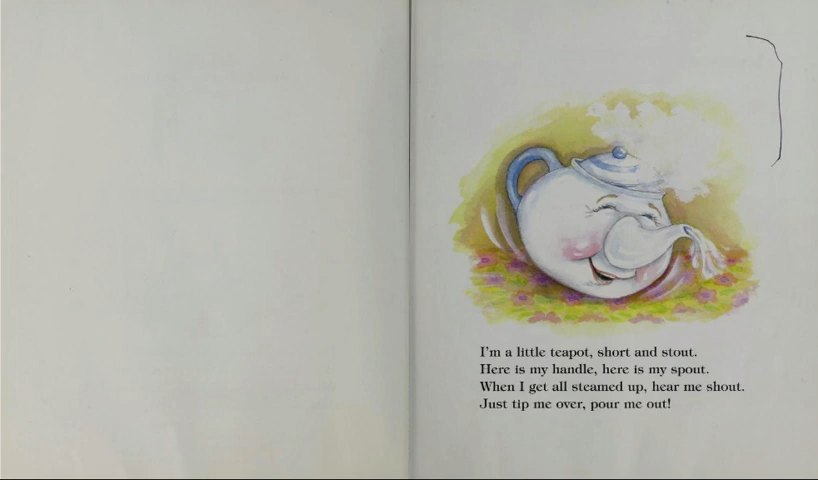 I'm a little teapot, short and stout.
Here is my handle, here is my spout.
When I get all steamed up, hear me shout.
Just tip me over, pour me out!